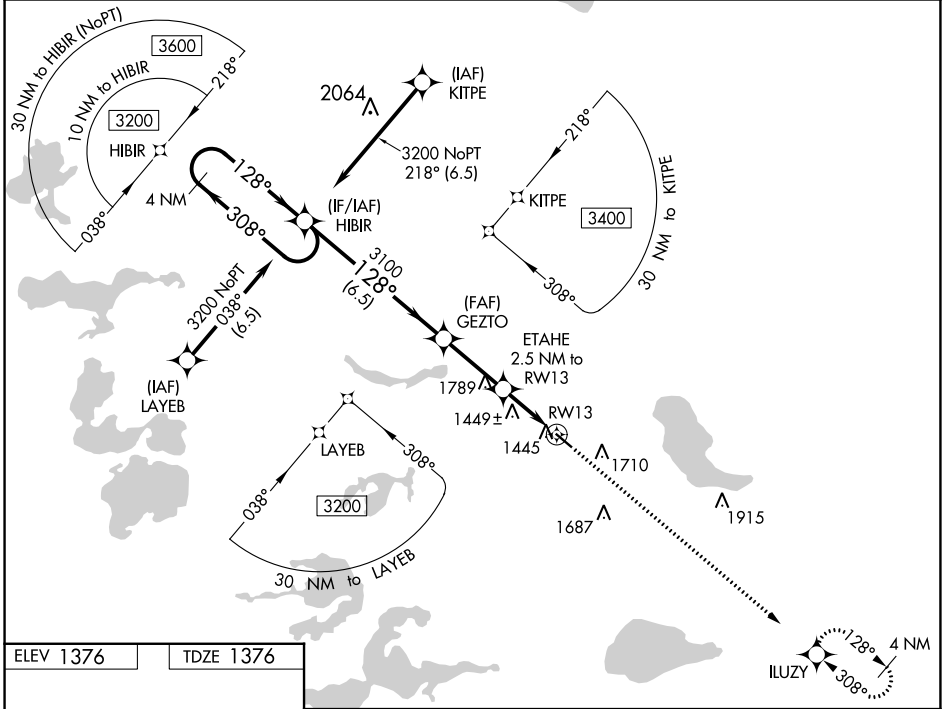 30 NM to HIBIR (NoPT)
3600
218°
10 NM to HIBIR
3200
HIBIR
038°
2064
(IAF)
KITPE
3200 NoPT
218° (6.5)
218°
KITPE
3400
30 NM to KITPE
308°
128°
4 NM
308°
(IF/IAF)
HIBIR
3100
128°
(6.5)
3200 NoPT
038°
(6.5)
(IAF)
LAYEB
(FAF)
GEZTO
ETAHE
2.5 NM to
RW13
1789
1449±
RW13
1445
1710
1687
1915
LAYEB
308°
038°
3200
30 NM to LAYEB
128°
4 NM
ILUZY
308°
ELEV 1376
TDZE 1376